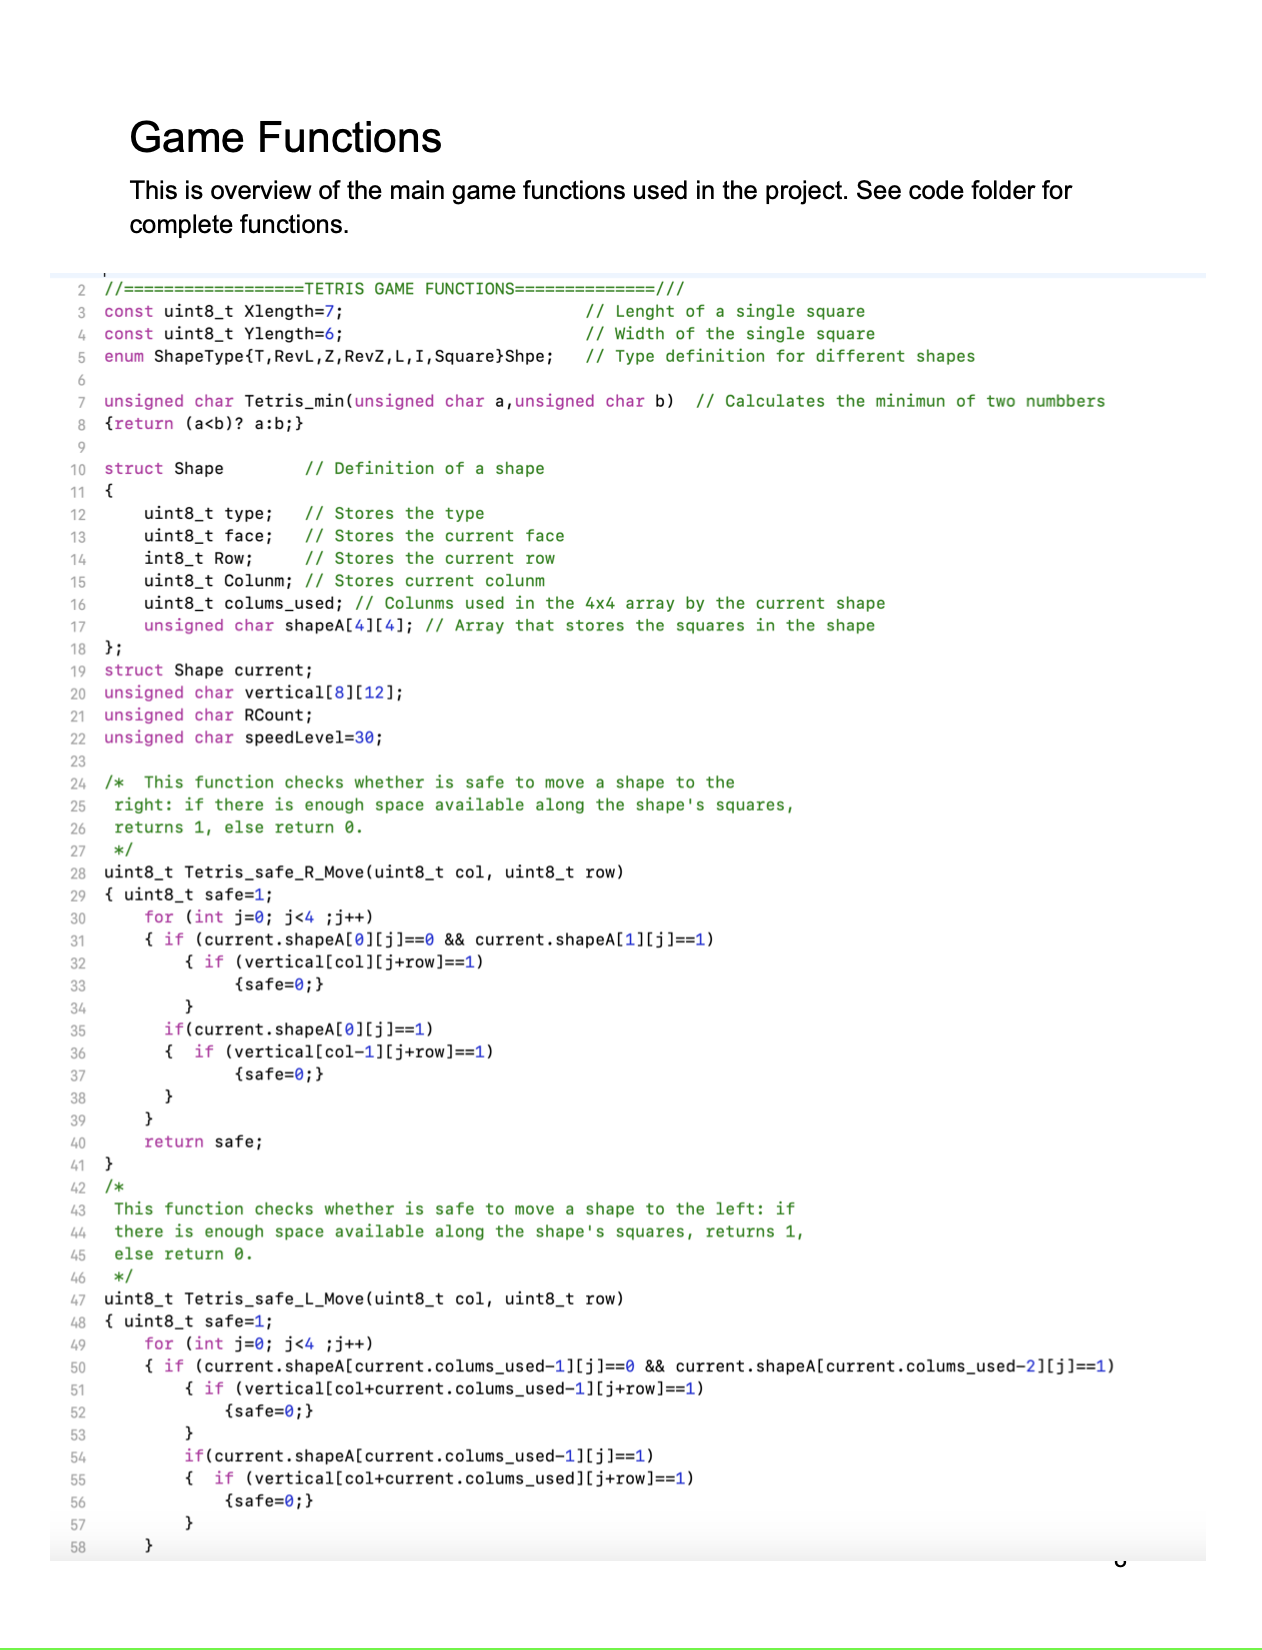 Game Functions
This is overview of the main game functions used in the project. See code folder for
complete functions.
2 //==================TETRIS GAME FUNCTIONS==============///
3 const uint8_t Xlength=7; // Lenght of a single square
4 const uint8_t Ylength=6; // Width of the single square
5 enum ShapeType{T,RevL,Z,RevZ,L,I,Square}Shpe; // Type definition for different shapes
6
7 unsigned char Tetris_min(unsigned char a,unsigned char b) // Calculates the minimun of two numbbers
8 {return (a<b)? a:b;}
9
10 struct Shape // Definition of a shape
11 {
12 uint8_t type; // Stores the type
13 uint8_t face; // Stores the current face
14 int8_t Row; // Stores the current row
15 uint8_t Colunm; // Stores current colunm
16 uint8_t colums_used; // Colunms used in the 4x4 array by the current shape
17 unsigned char shapeA[4][4]; // Array that stores the squares in the shape
18 };
19 struct Shape current;
20 unsigned char vertical[8][12];
21 unsigned char RCount;
22 unsigned char speedLevel=30;
23
24 /* This function checks whether is safe to move a shape to the
25 right: if there is enough space available along the shape's squares,
26 returns 1, else return 0.
27 */
28 uint8_t Tetris_safe_R_Move(uint8_t col, uint8_t row)
29 { uint8_t safe=1;
30 for (int j=0; j<4 ;j++)
31 { if (current.shapeA[0][j]==0 && current.shapeA[1][j]==1)
32 { if (vertical[col][j+row]==1)
33 {safe=0;}
34 }
35 if(current.shapeA[0][j]==1)
36 { if (vertical[col-1][j+row]==1)
37 {safe=0;}
38 }
39 }
40 return safe;
41 }
42 /*
43 This function checks whether is safe to move a shape to the left: if
44 there is enough space available along the shape's squares, returns 1,
45 else return 0.
46 */
47 uint8_t Tetris_safe_L_Move(uint8_t col, uint8_t row)
48 { uint8_t safe=1;
49 for (int j=0; j<4 ;j++)
50 { if (current.shapeA[current.colums_used-1][j]==0 && current.shapeA[current.colums_used-2][j]==1)
51 { if (vertical[col+current.colums_used-1][j+row]==1)
52 {safe=0;}
53 }
54 if(current.shapeA[current.colums_used-1][j]==1)
55 { if (vertical[col+current.colums_used][j+row]==1)
56 {safe=0;}
57 }
58 }